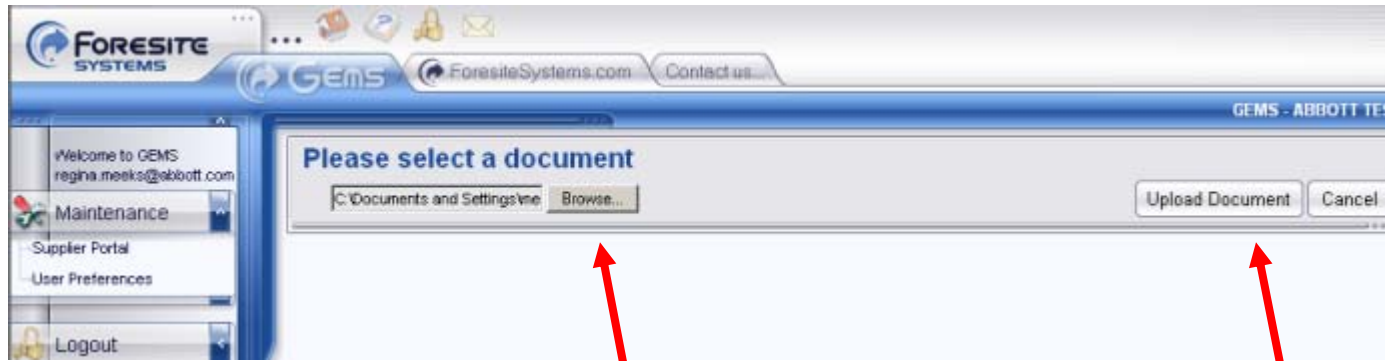 FORESITE
SYSTEMS
GEMS
ForesiteSystems.com
Contact us
GEMS - ABBOTT TES
Welcome to GEMS
regina.meeks@abbott.com
Please select a document
C:\Documents and Settings\me
Browse...
Upload Document
Cancel
Maintenance
Supplier Portal
User Preferences
Logout